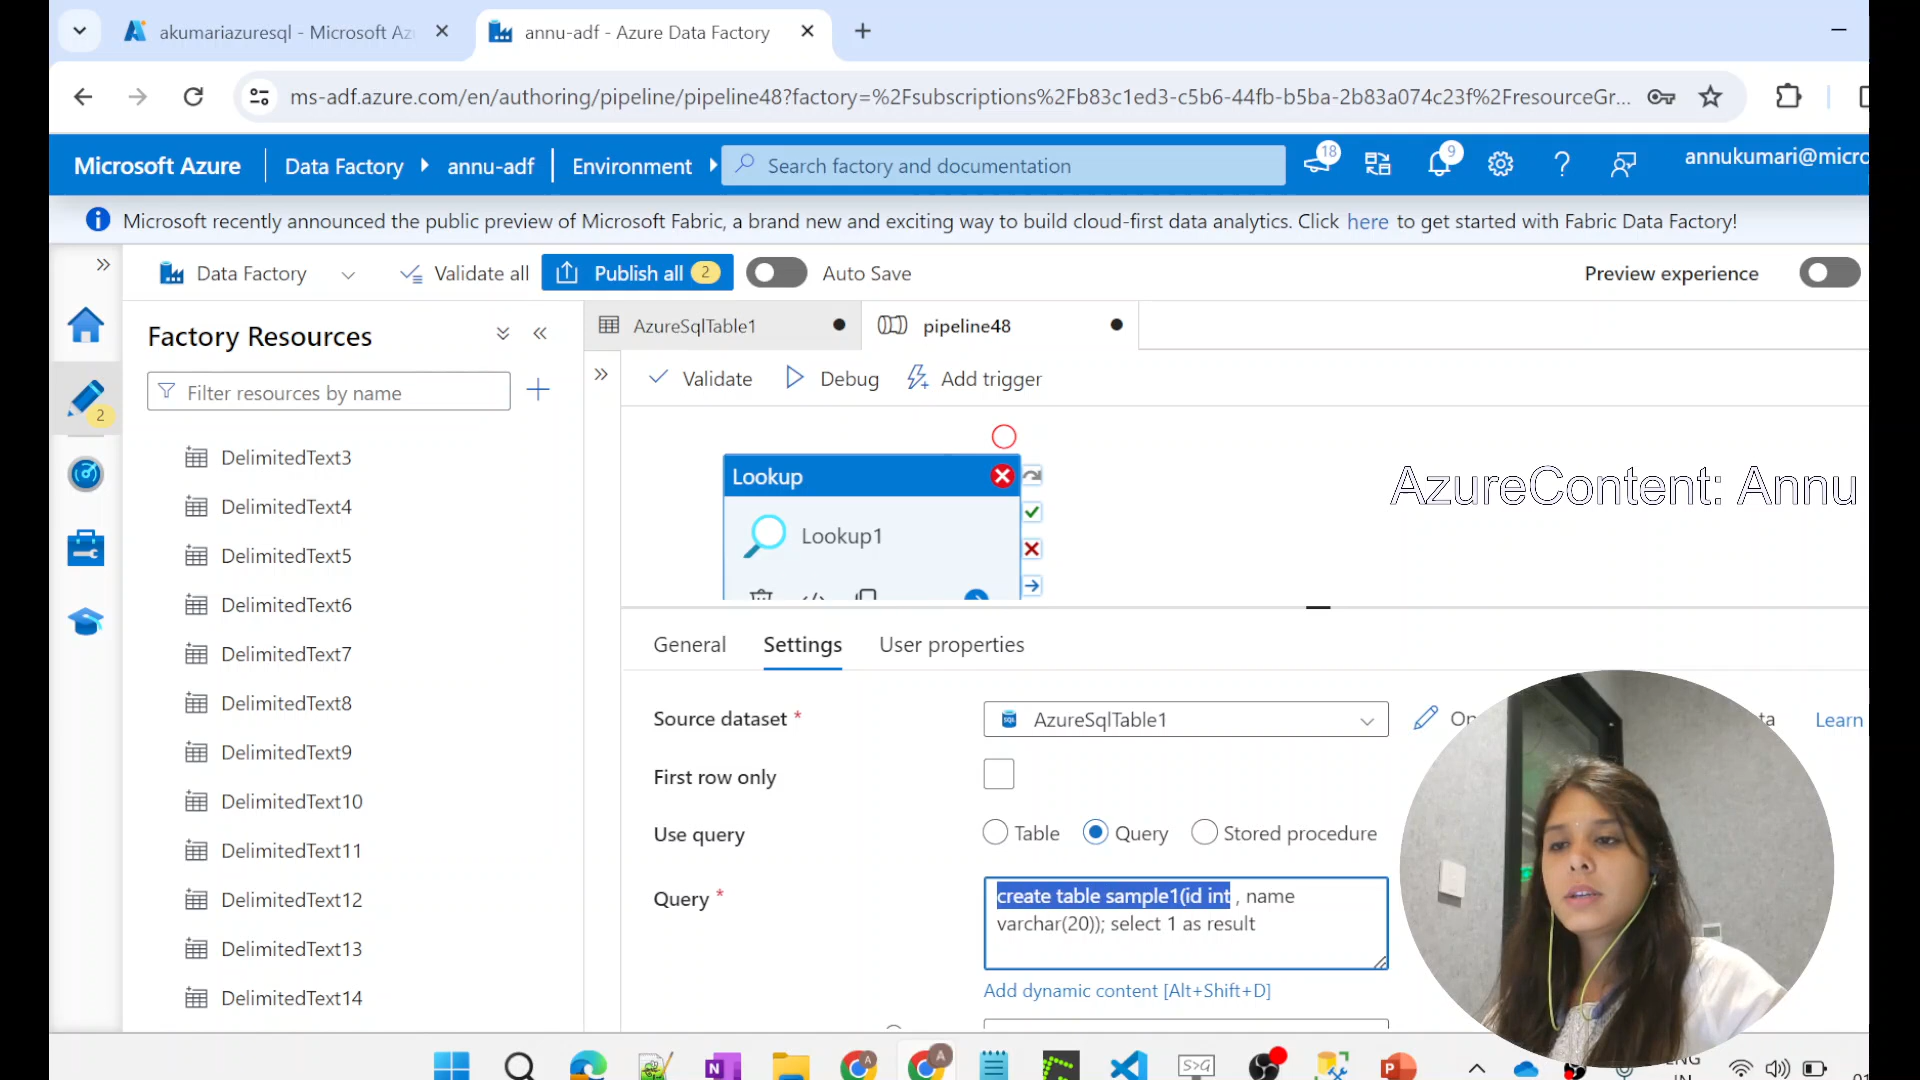 akumariazuresql - Microsoft Az
annu-adf - Azure Data Factory
ms-adf.azure.com/en/authoring/pipeline/pipeline48?factory=%2Fsubscriptions%2Fb83c1ed3-c5b6-44fb-b5ba-2b83a074c23f%2FresourceGr...
Microsoft Azure
Data Factory
annu-adf
Environment
Search factory and documentation
18
9
annukumari@micro
Microsoft recently announced the public preview of Microsoft Fabric, a brand new and exciting way to build cloud-first data analytics. Click here to get started with Fabric Data Factory!
Data Factory
Validate all
Publish all 2
Auto Save
Preview experience
Factory Resources
AzureSqlTable1
pipeline48
Filter resources by name
Validate
Debug
Add trigger
2
DelimitedText3
DelimitedText4
DelimitedText5
DelimitedText6
DelimitedText7
DelimitedText8
DelimitedText9
DelimitedText10
DelimitedText11
DelimitedText12
DelimitedText13
DelimitedText14
Lookup
Lookup1
AzureContent: Annu
General
Settings
User properties
Source dataset *
AzureSqlTable1
Learn
First row only
Use query
Table
Query
Stored procedure
Query *
create table sample1(id int , name
varchar(20)); select 1 as result
Add dynamic content [Alt+Shift+D]